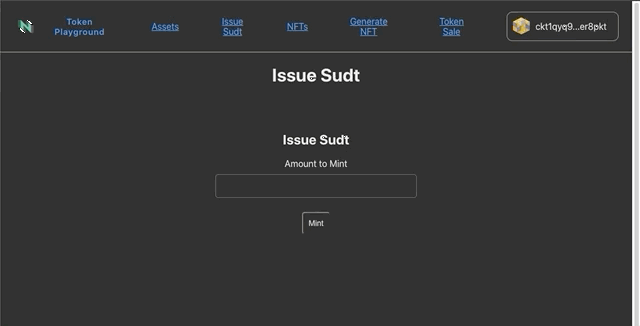 Token
Playground
Assets
Issue
Sudt
NFTs
Generate
NFT
Token
Sale
ckt1qyq9...er8pkt
Issue Sudt
Issue Sudt
Amount to Mint
Mint